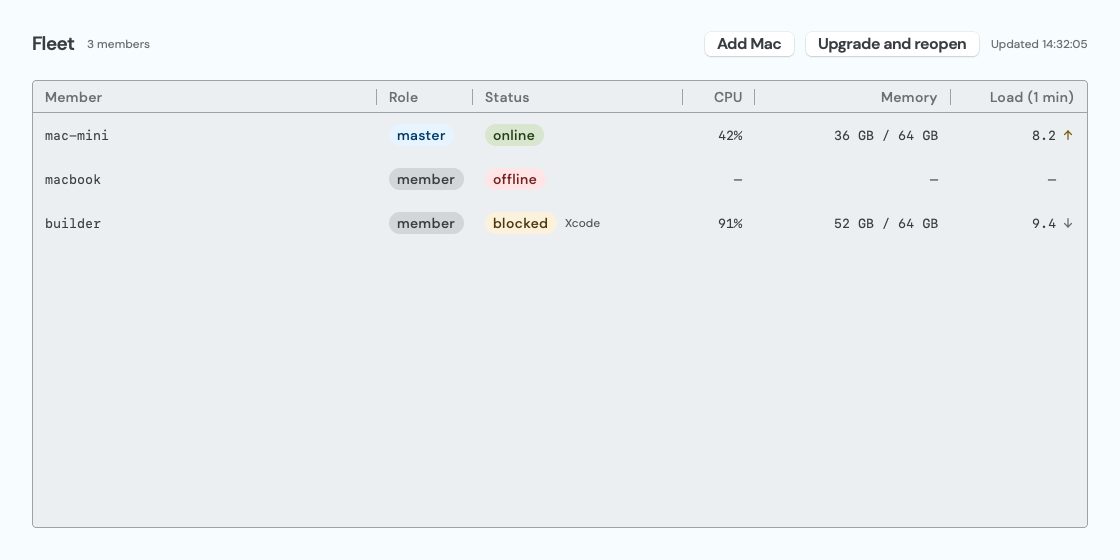 Fleet 3 members Add Mac Upgrade and reopen Updated 14:32:05
Member Role Status CPU Memory Load (1 min)
mac-mini master online 42% 36 GB / 64 GB 8.2 ↑
macbook member offline — — —
builder member blocked Xcode 91% 52 GB / 64 GB 9.4 ↓